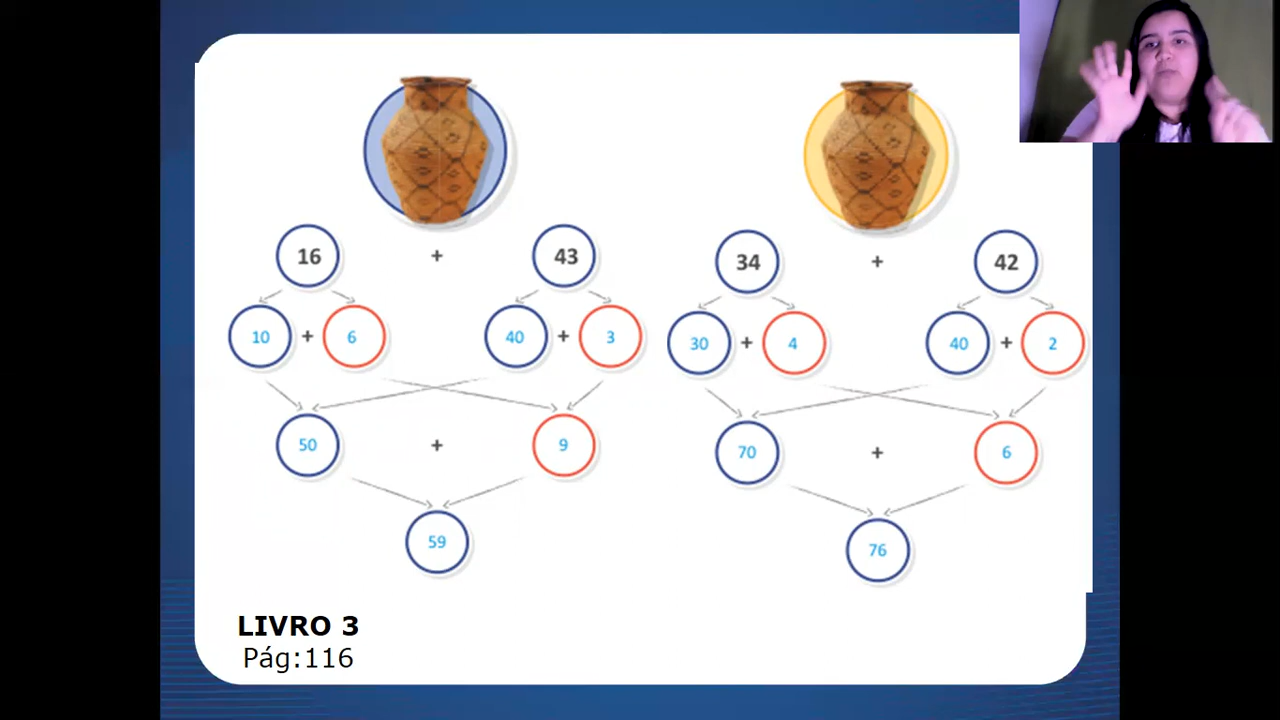 16 + 43
34 + 42
10 + 6
40 + 3
30 + 4
40 + 2
50 + 9
70 + 6
59
76
LIVRO 3
Pág:116